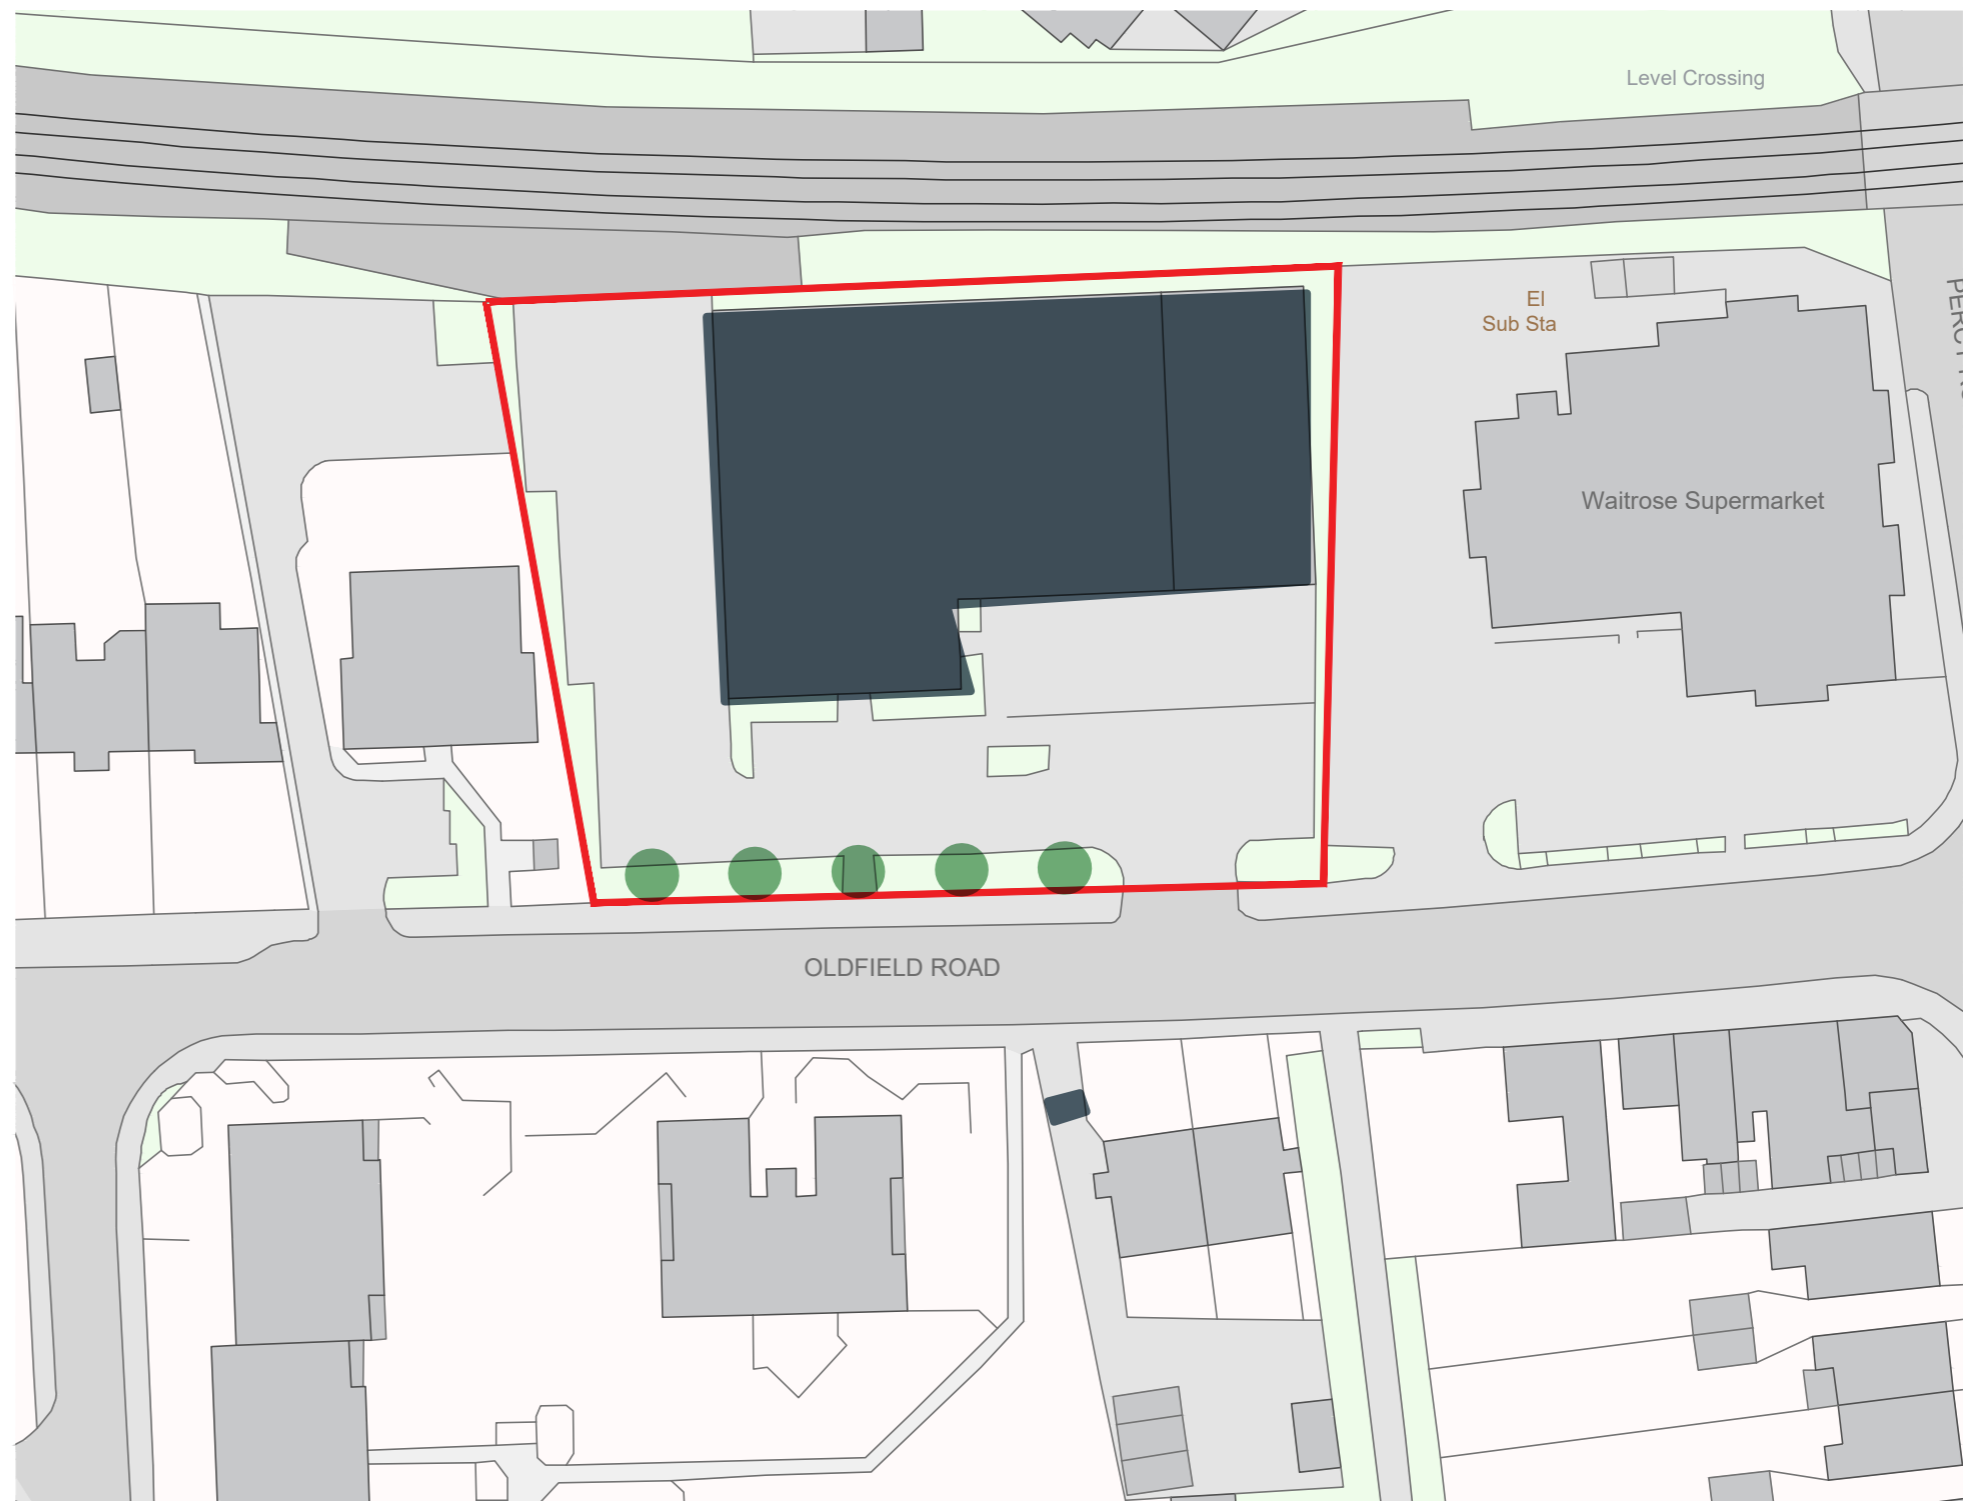 Level Crossing
El
Sub Sta
Waitrose Supermarket
OLDFIELD ROAD